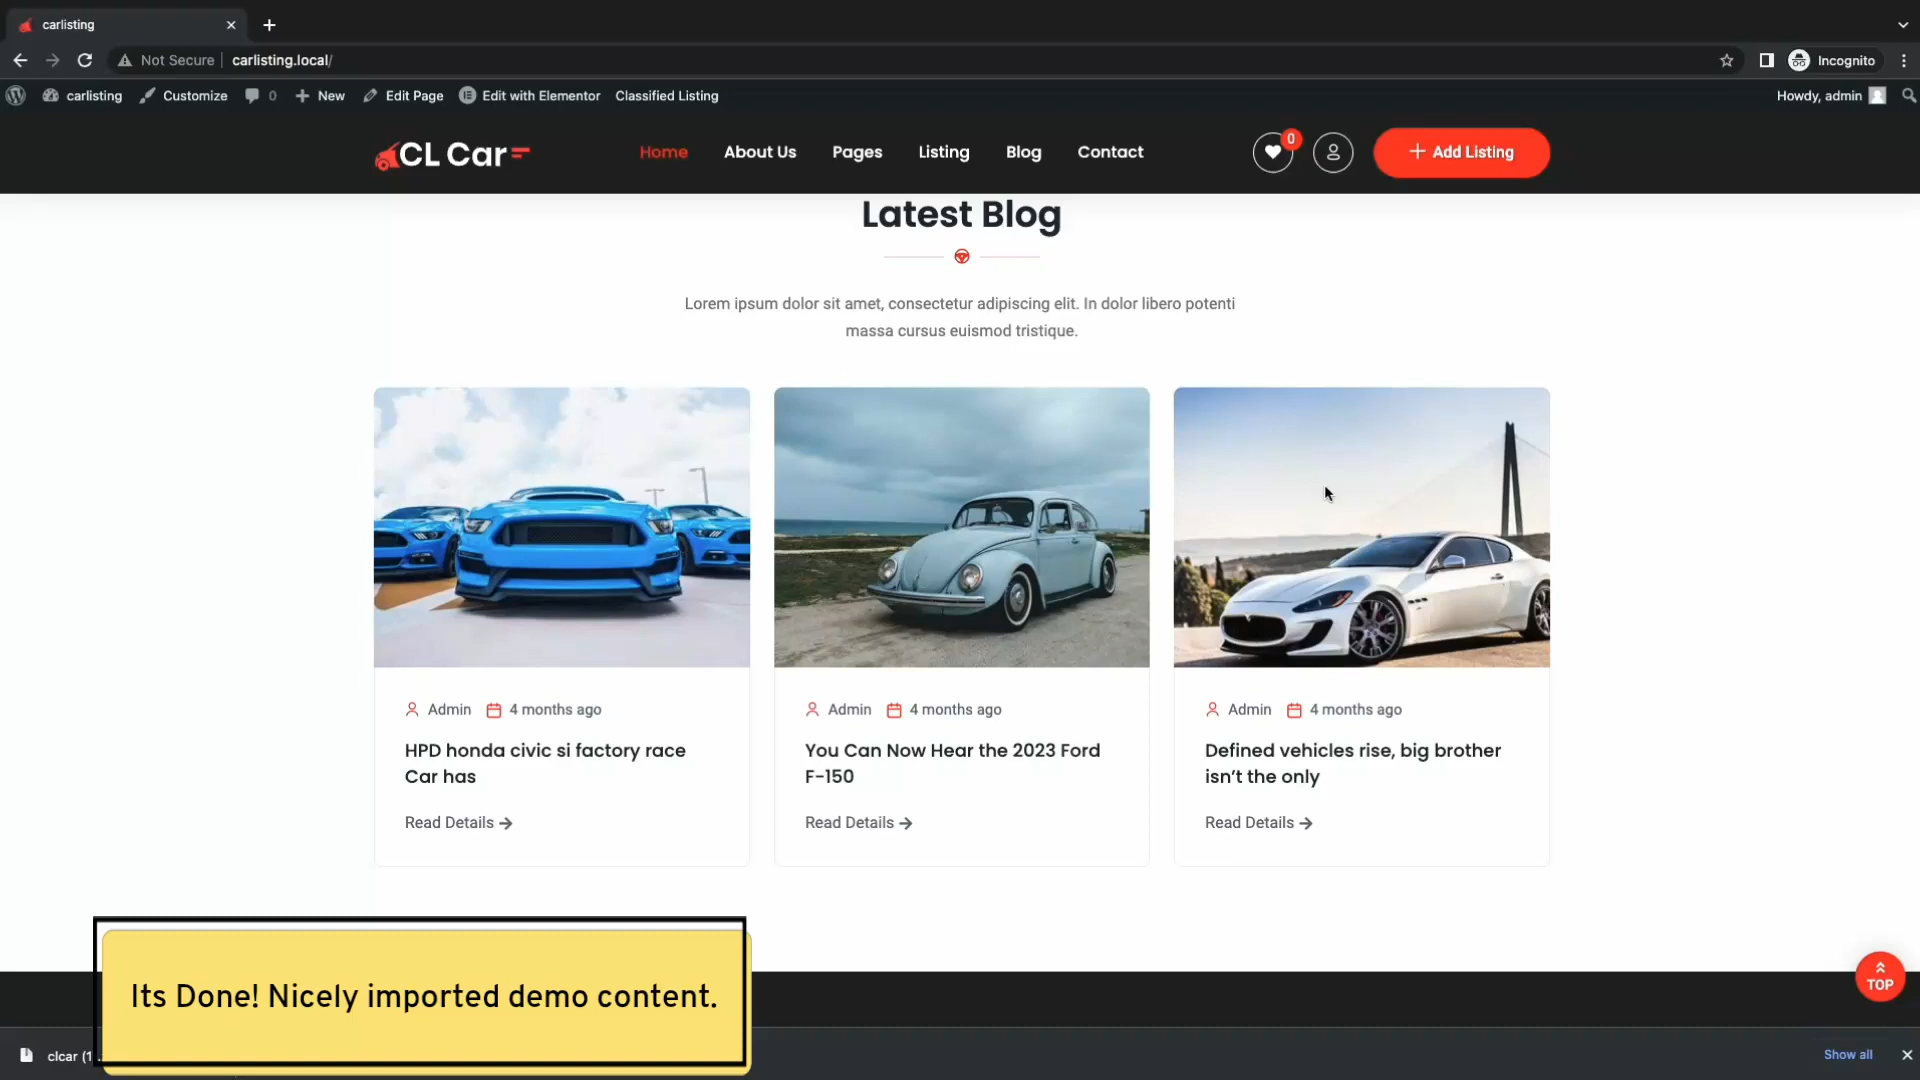 carlisting
Not Secure carlisting.local/ Incognito
carlisting Customize 0 New Edit Page Edit with Elementor Classified Listing Howdy, admin
CL Car Home About Us Pages Listing Blog Contact 0 Add Listing
Latest Blog
Lorem ipsum dolor sit amet, consectetur adipiscing elit. In dolor libero potenti
massa cursus euismod tristique.
Admin 4 months ago
HPD honda civic si factory race
Car has
Read Details
Admin 4 months ago
You Can Now Hear the 2023 Ford
F-150
Read Details
Admin 4 months ago
Defined vehicles rise, big brother
isn’t the only
Read Details
TOP
Its Done! Nicely imported demo content.
clcar (1
Show all